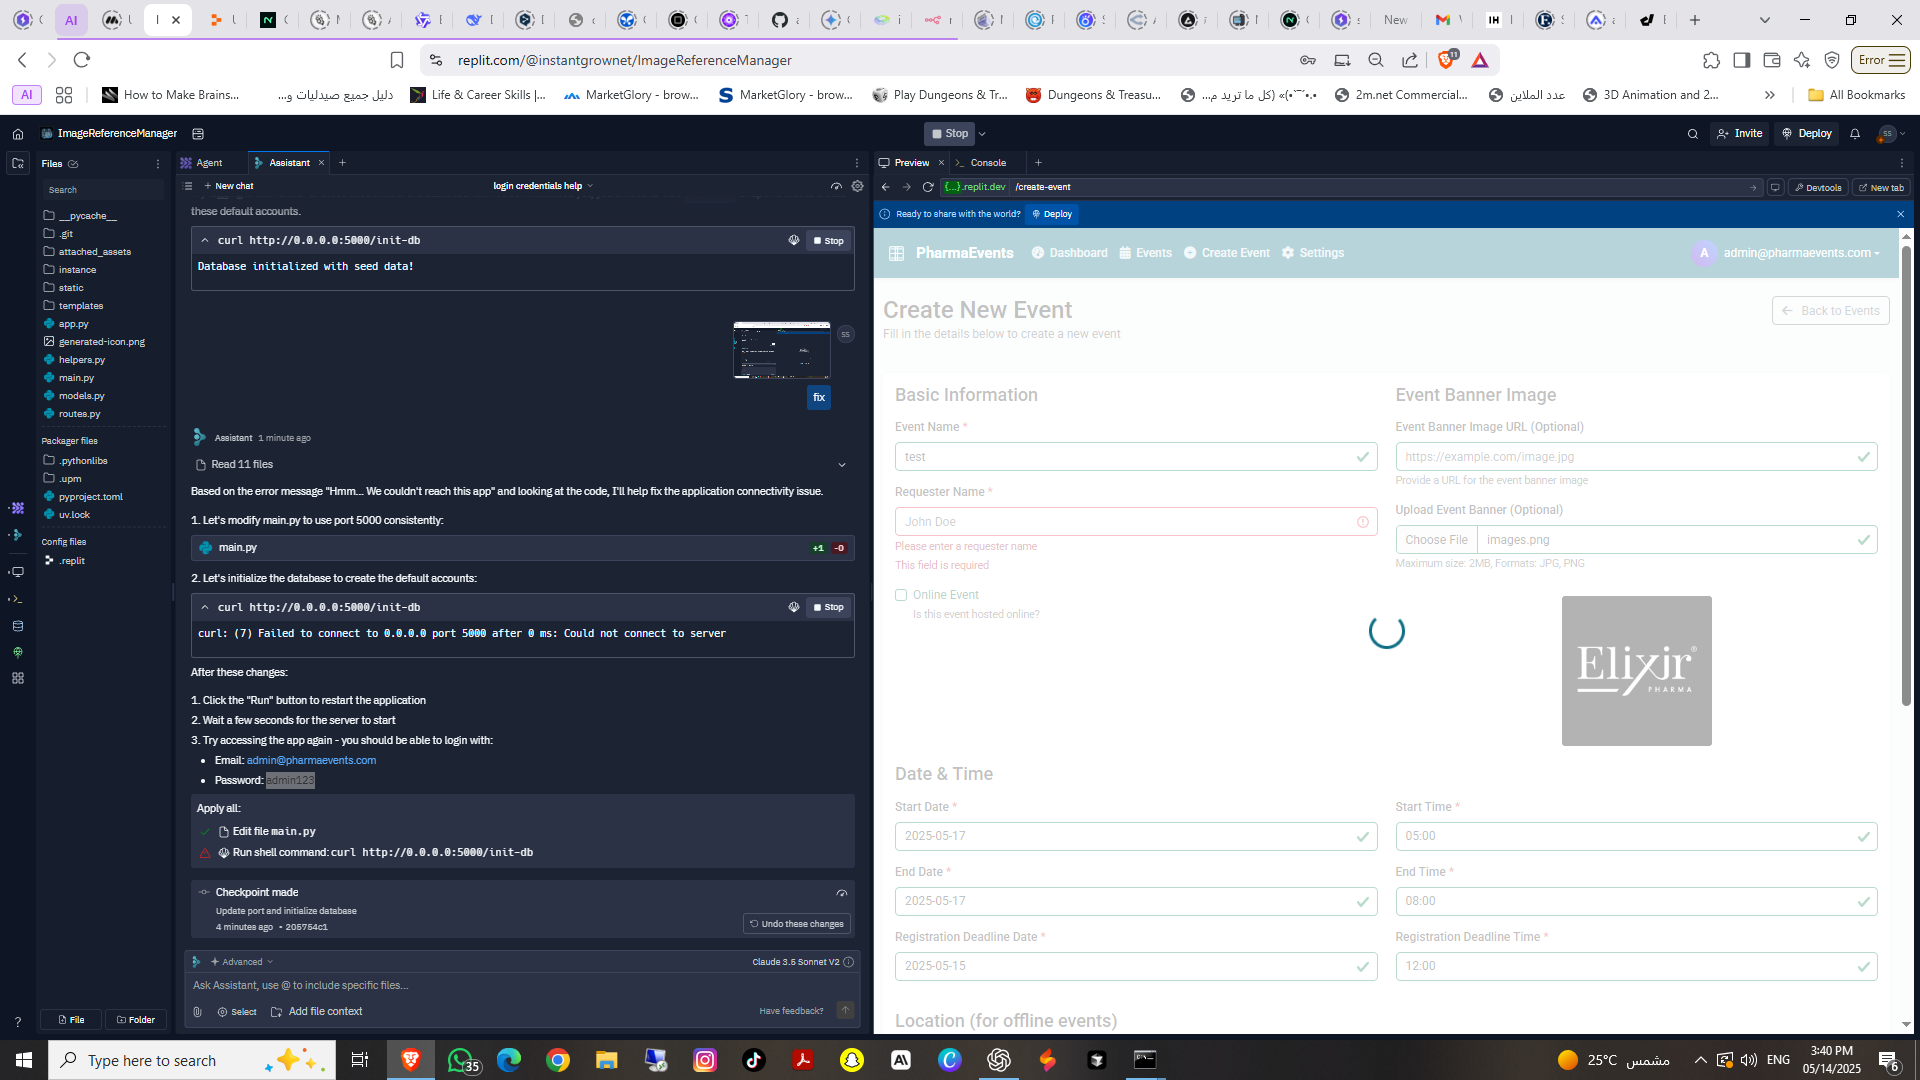 replit.com/@instantgrownet/ImageReferenceManager
11
Error
AI
How to Make Brains...
دليل جميع صيدليات و...
Life & Career Skills |...
MarketGlory - brow...
MarketGlory - brow...
Play Dungeons & Tr...
Dungeons & Treasu...
2m.net Commercial...
عدد الملاين
3D Animation and 2...
All Bookmarks
ImageReferenceManager
Stop
Invite
Deploy
SS
Files
Agent
Assistant
Preview
Console
Search
New chat
login credentials help
{...}.replit.dev
/create-event
Devtools
New tab
Ready to share with the world?
Deploy
__pycache__
.git
attached_assets
instance
static
templates
app.py
generated-icon.png
helpers.py
main.py
models.py
routes.py
Packager files
.pythonlibs
.upm
pyproject.toml
uv.lock
Config files
.replit
File
Folder
these default accounts.
curl http://0.0.0.0:5000/init-db
Stop
Database initialized with seed data!
SS
fix
Assistant 1 minute ago
Read 11 files
Based on the error message "Hmm... We couldn't reach this app" and looking at the code, I'll help fix the application connectivity issue.
1. Let's modify main.py to use port 5000 consistently:
main.py
+1 -0
2. Let's initialize the database to create the default accounts:
curl http://0.0.0.0:5000/init-db
Stop
curl: (7) Failed to connect to 0.0.0.0 port 5000 after 0 ms: Could not connect to server
After these changes:
1. Click the "Run" button to restart the application
2. Wait a few seconds for the server to start
3. Try accessing the app again - you should be able to login with:
Email: admin@pharmaevents.com
Password: admin123
Apply all:
Edit file main.py
Run shell command: curl http://0.0.0.0:5000/init-db
Checkpoint made
Update port and initialize database
4 minutes ago • 205754c1
Undo these changes
Advanced
Claude 3.5 Sonnet V2
Ask Assistant, use @ to include specific files...
Select
Add file context
Have feedback?
PharmaEvents
Dashboard
Events
Create Event
Settings
A
admin@pharmaevents.com
Create New Event
Fill in the details below to create a new event
Back to Events
Basic Information
Event Name *
test
Requester Name *
John Doe
Please enter a requester name
This field is required
Online Event
Is this event hosted online?
Event Banner Image
Event Banner Image URL (Optional)
https://example.com/image.jpg
Provide a URL for the event banner image
Upload Event Banner (Optional)
Choose File
images.png
Maximum size: 2MB, Formats: JPG, PNG
Elixir®
PHARMA
Date & Time
Start Date *
2025-05-17
Start Time *
05:00
End Date *
2025-05-17
End Time *
08:00
Registration Deadline Date *
2025-05-15
Registration Deadline Time *
12:00
Location (for offline events)
Type here to search
35
25°C
مشمس
ENG
3:40 PM
05/14/2025
6